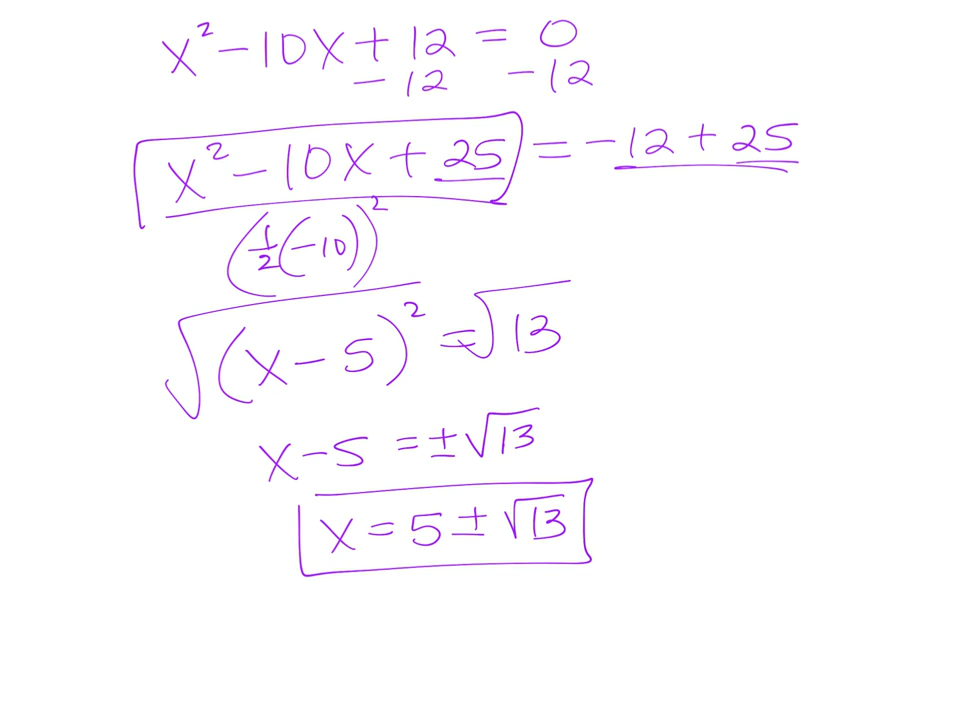 x² - 10x + 12 = 0
- 12 - 12
x² - 10x + 25 = - 12 + 25
(½(-10))²
√(x - 5)² = √13
x - 5 = ± √13
x = 5 ± √13